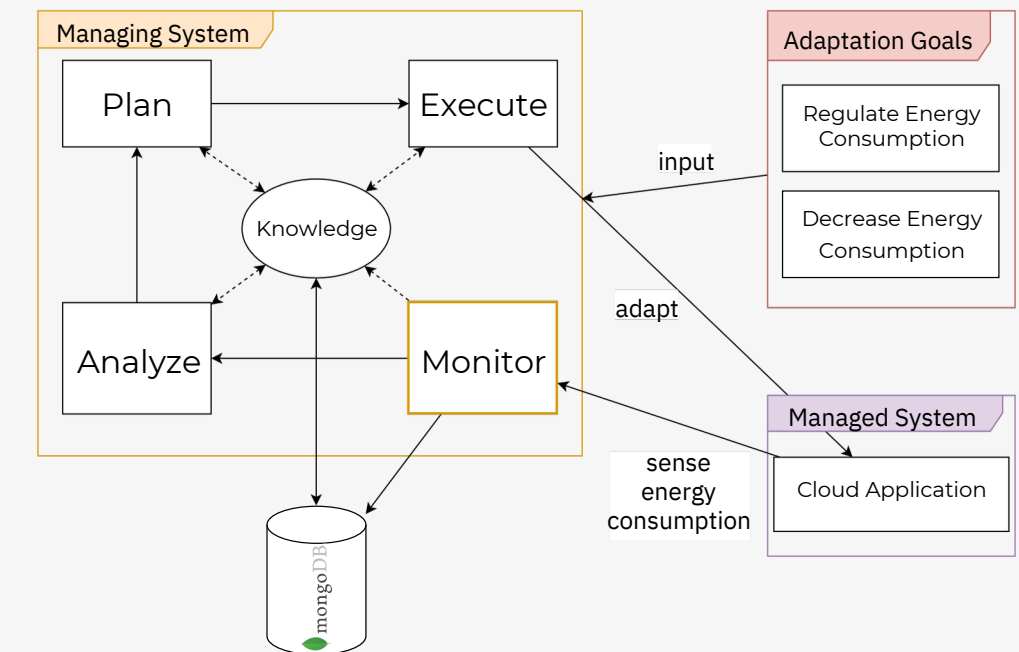 Managing System
Adaptation Goals
Plan
Execute
Regulate Energy
Consumption
input
Decrease Energy
Consumption
Knowledge
adapt
Analyze
Monitor
Managed System
sense
energy
consumption
Cloud Application
mongoDB